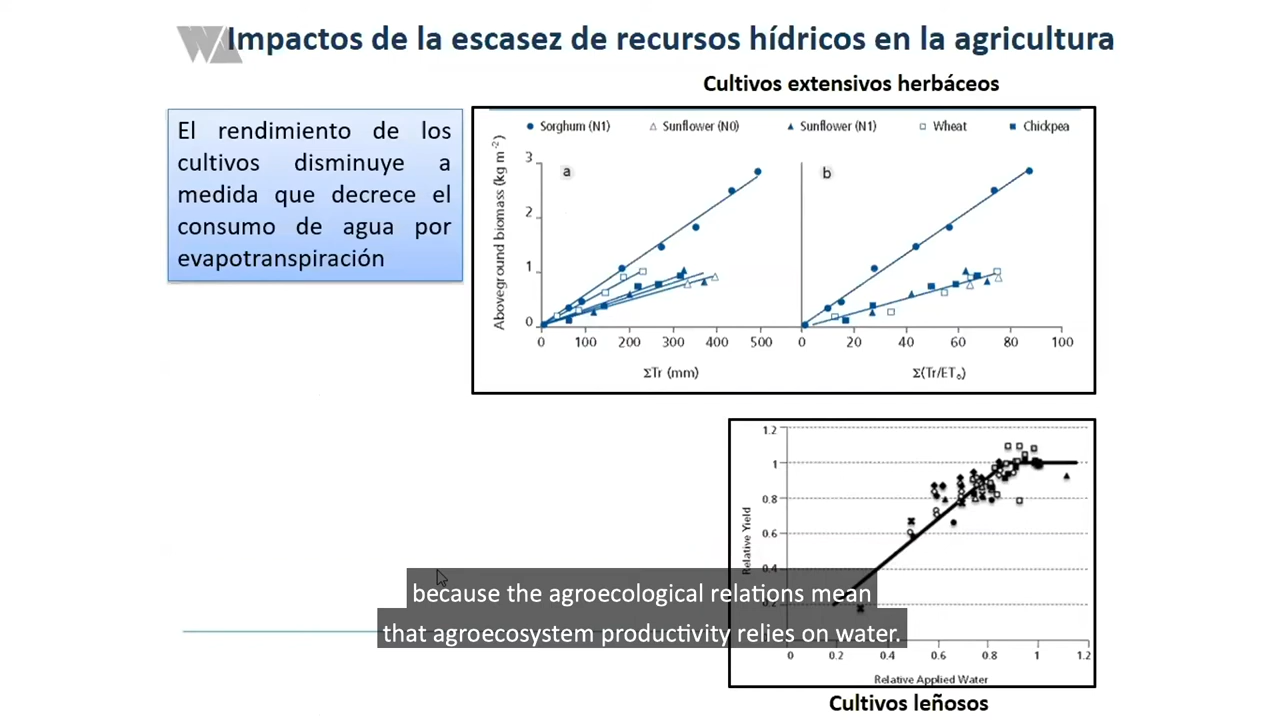 Impactos de la escasez de recursos hídricos en la agricultura
Cultivos extensivos herbáceos
El rendimiento de los
cultivos disminuye a
medida que decrece el
consumo de agua por
evapotranspiración
Sorghum (N1) Sunflower (N0) Sunflower (N1) Wheat Chickpea
Aboveground biomass (kg m⁻²)
3
2
1
0
a
0 100 200 300 400 500
ΣTr (mm)
b
0 20 40 60 80 100
Σ(Tr/ET₀)
Relative Yield
1.2
1
0.8
0.6
0.4
0.2
0 0.2 0.4 0.6 0.8 1 1.2
Relative Applied Water
because the agroecological relations mean
that agroecosystem productivity relies on water.
Cultivos leñosos